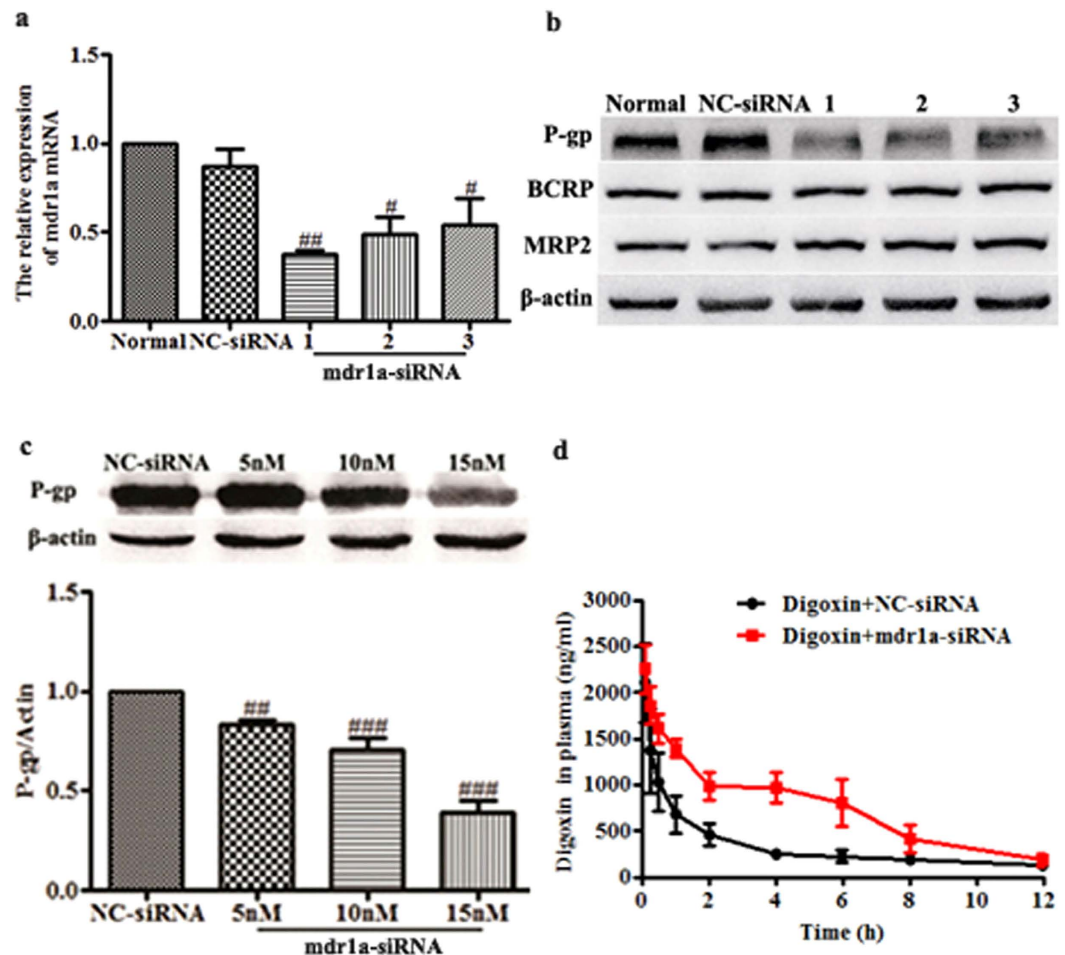 a
1.5
1.0
0.5
0.0
The relative expression
of mdr1a mRNA
##
#
#
Normal NC-siRNA 1 2 3
mdr1a-siRNA
b
Normal NC-siRNA 1 2 3
P-gp
BCRP
MRP2
β-actin
c
NC-siRNA 5nM 10nM 15nM
P-gp
β-actin
1.5
1.0
0.5
0.0
P-gp/Actin
##
###
###
NC-siRNA 5nM 10nM 15nM
mdr1a-siRNA
d
3000
2500
2000
1500
1000
500
0
Digoxin in plasma (ng/ml)
Digoxin+NC-siRNA
Digoxin+mdr1a-siRNA
0 2 4 6 8 10 12
Time (h)